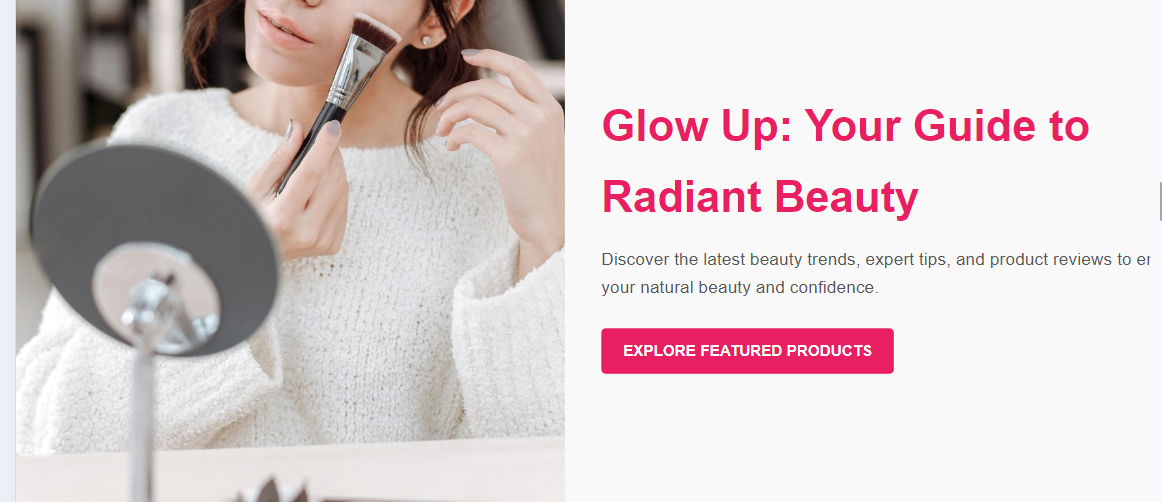 Glow Up: Your Guide to
Radiant Beauty
Discover the latest beauty trends, expert tips, and product reviews to
your natural beauty and confidence.
EXPLORE FEATURED PRODUCTS